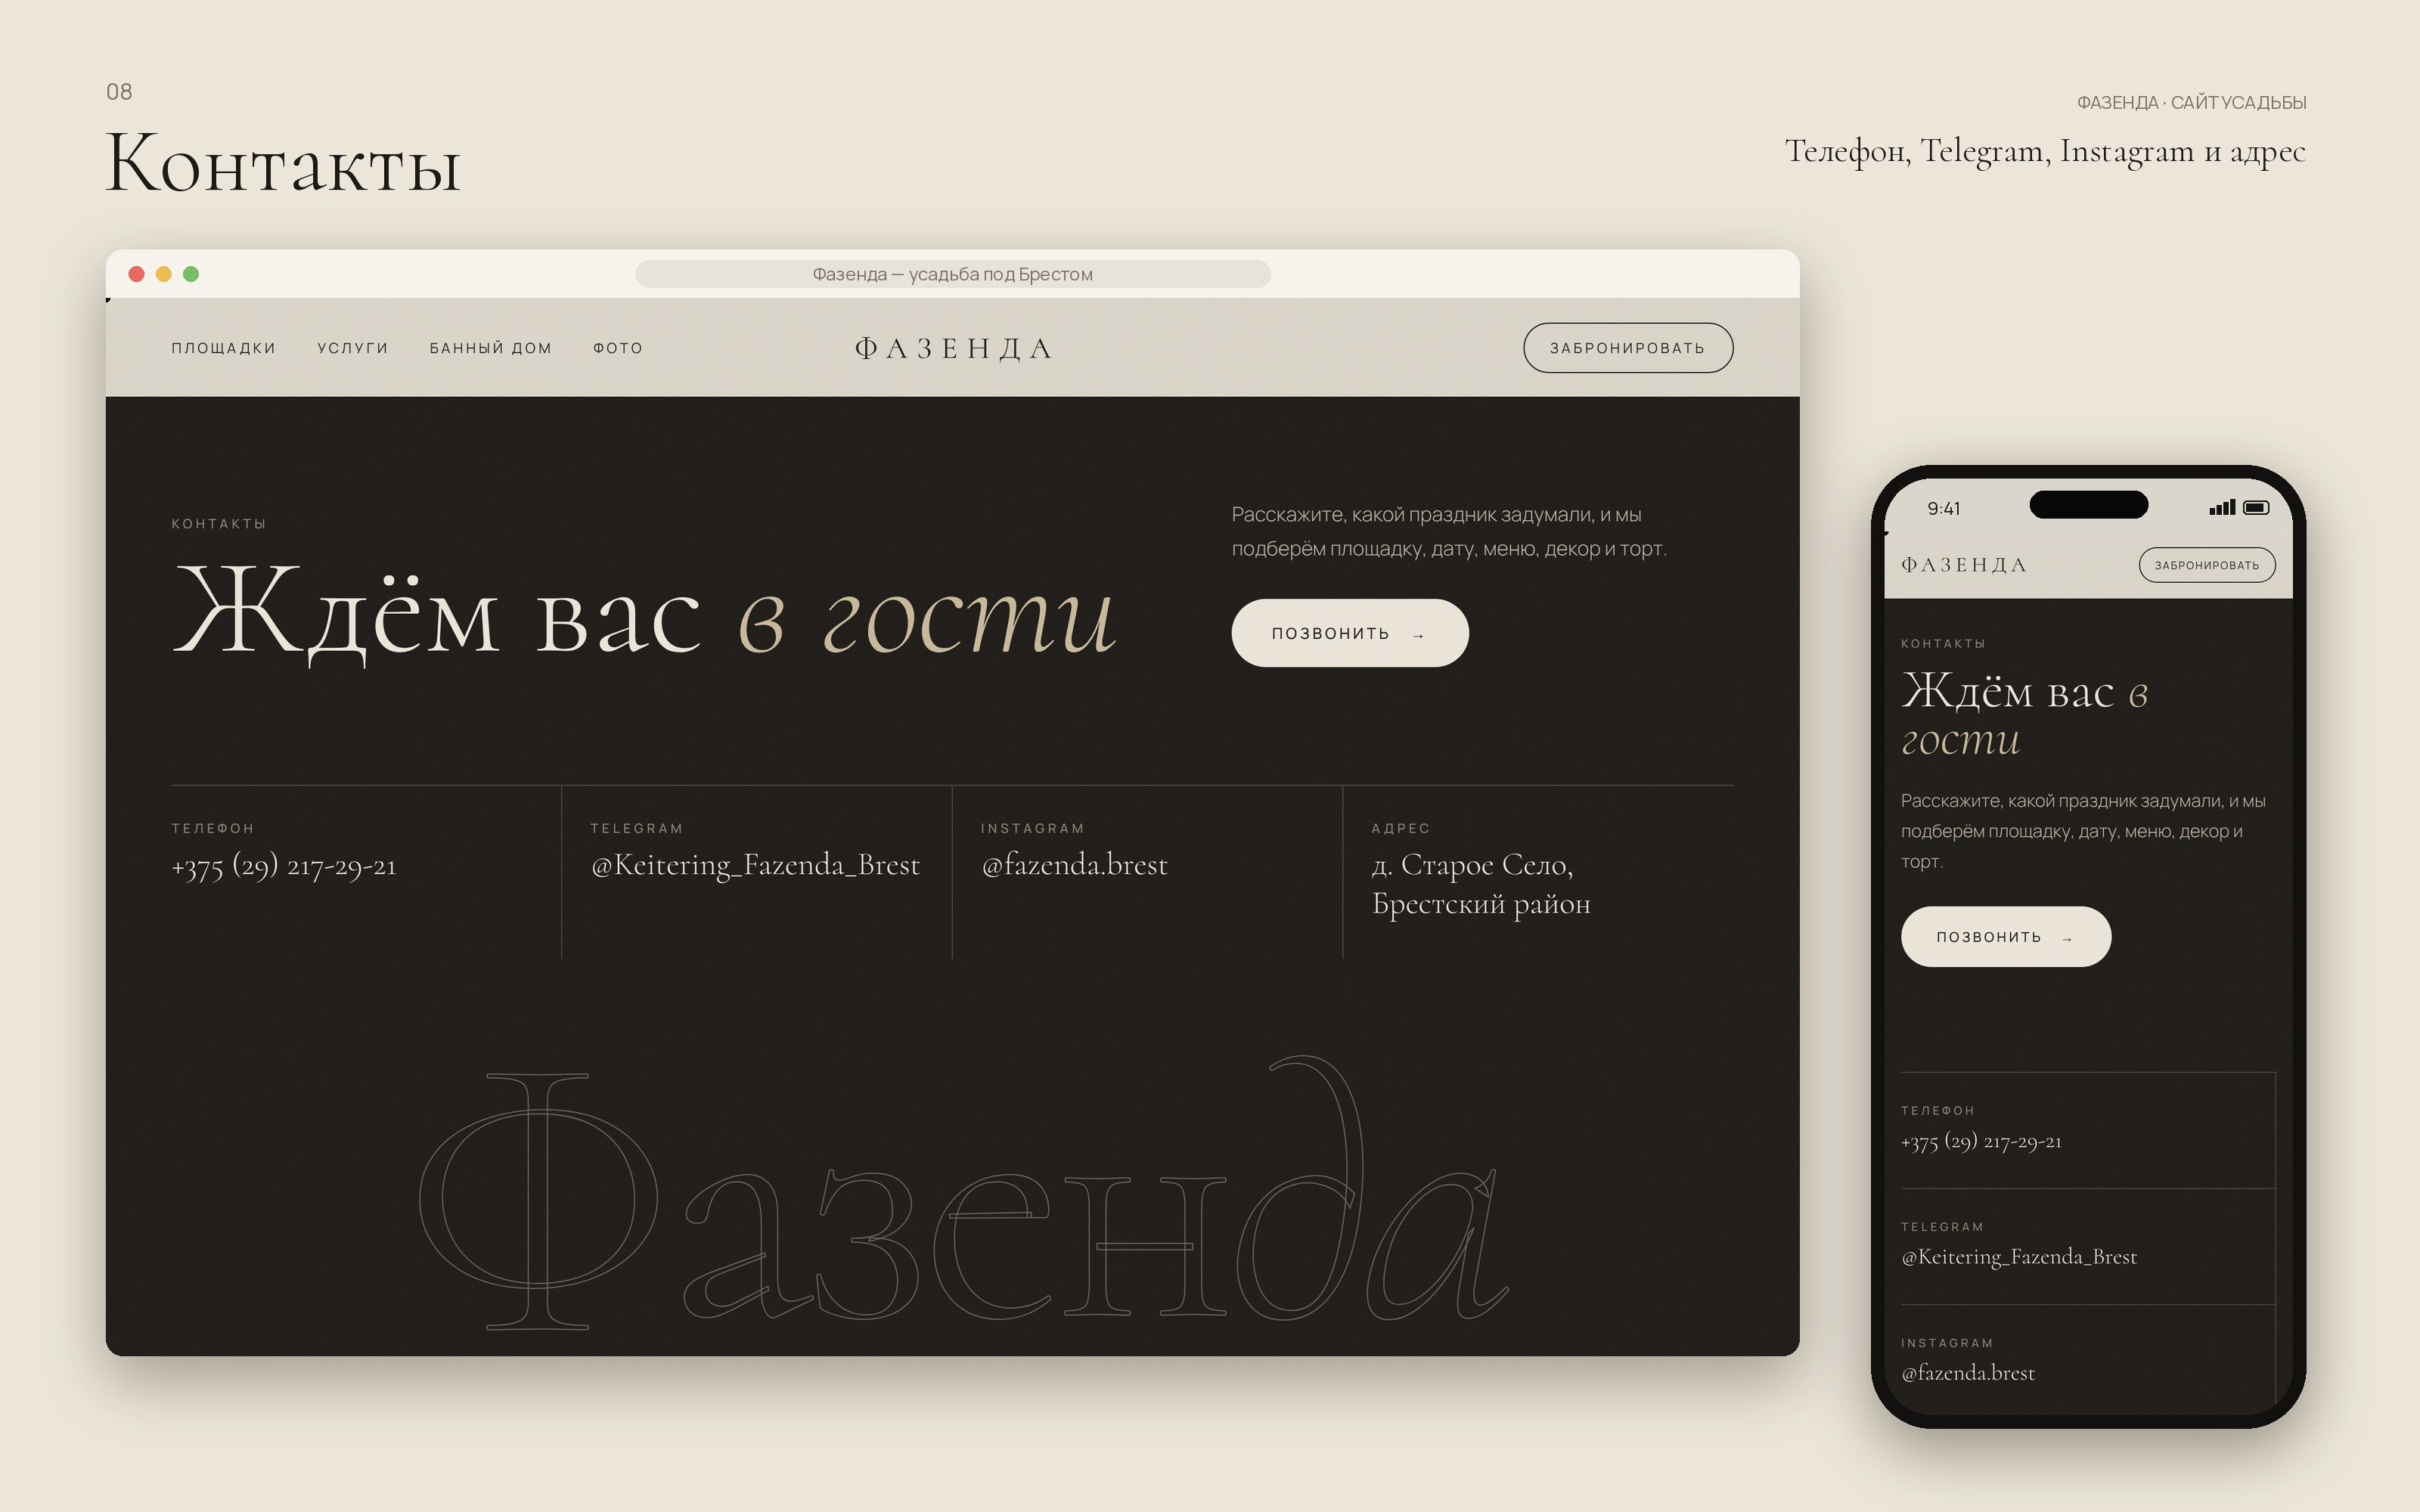 08
Контакты
ФАЗЕНДА · САЙТ УСАДЬБЫ
Телефон, Telegram, Instagram и адрес
Фазенда — усадьба под Брестом
ПЛОЩАДКИ УСЛУГИ БАННЫЙ ДОМ ФОТО ФАЗЕНДА ЗАБРОНИРОВАТЬ
КОНТАКТЫ
Ждём вас в гости
Расскажите, какой праздник задумали, и мы
подберём площадку, дату, меню, декор и торт.
ПОЗВОНИТЬ →
ТЕЛЕФОН
+375 (29) 217-29-21
TELEGRAM
@Keitering_Fazenda_Brest
INSTAGRAM
@fazenda.brest
АДРЕС
д. Старое Село,
Брестский район
Фазенда
9:41
ФАЗЕНДА ЗАБРОНИРОВАТЬ
КОНТАКТЫ
Ждём вас в
гости
Расскажите, какой праздник задумали, и мы
подберём площадку, дату, меню, декор и
торт.
ПОЗВОНИТЬ →
ТЕЛЕФОН
+375 (29) 217-29-21
TELEGRAM
@Keitering_Fazenda_Brest
INSTAGRAM
@fazenda.brest